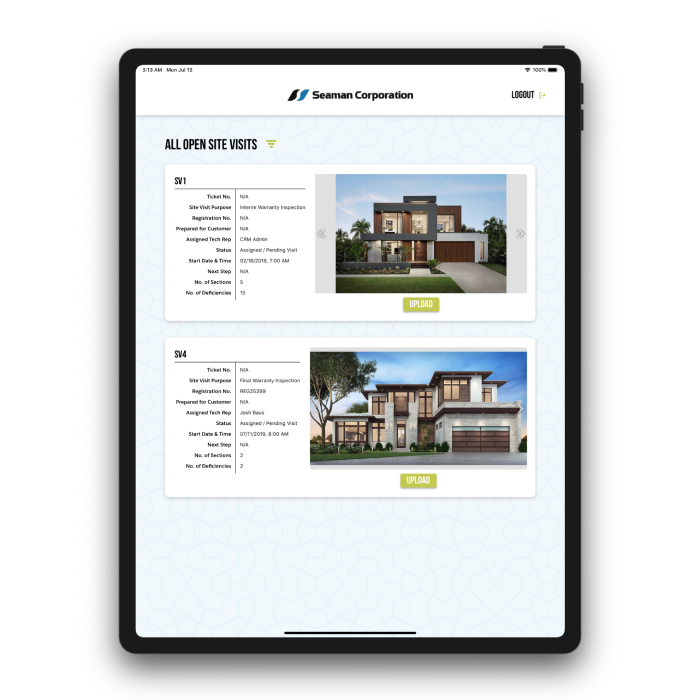 3:13 AM Mon Jul 13
100%
Seaman Corporation
LOGOUT
ALL OPEN SITE VISITS
SV1
Ticket No. N/A
Site Visit Purpose Interim Warranty Inspection
Registration No. N/A
Prepared for Customer N/A
Assigned Tech Rep CRM Admin
Status Assigned / Pending Visit
Start Date & Time 02/18/2019, 7:00 AM
Next Step N/A
No. of Sections 5
No. of Deficiencies 15
UPLOAD
SV4
Ticket No. N/A
Site Visit Purpose Final Warranty Inspection
Registration No. REG25399
Prepared for Customer N/A
Assigned Tech Rep Josh Baus
Status Assigned / Pending Visit
Start Date & Time 07/11/2019, 8:00 AM
Next Step N/A
No. of Sections 2
No. of Deficiencies 2
UPLOAD